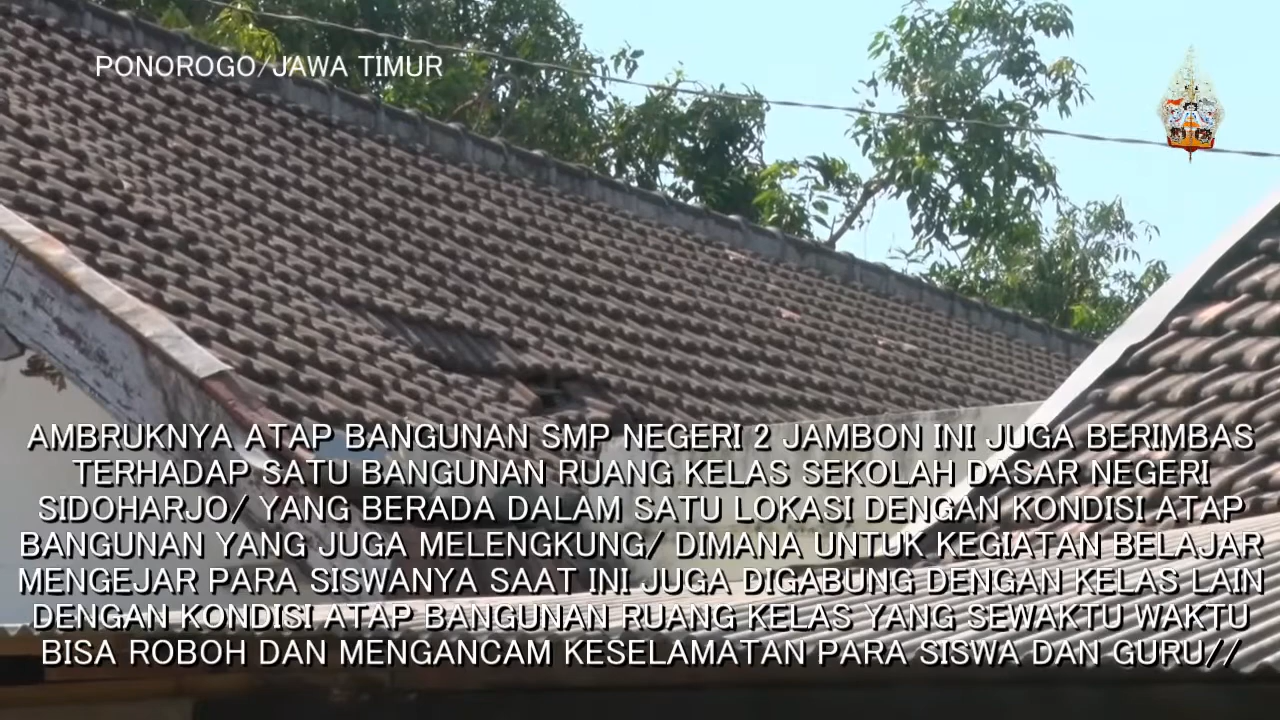 PONOROGO/JAWA TIMUR
AMBRUKNYA ATAP BANGUNAN SMP NEGERI 2 JAMBON INI JUGA BERIMBAS
TERHADAP SATU BANGUNAN RUANG KELAS SEKOLAH DASAR NEGERI
SIDOHARJO/ YANG BERADA DALAM SATU LOKASI DENGAN KONDISI ATAP
BANGUNAN YANG JUGA MELENGKUNG/ DIMANA UNTUK KEGIATAN BELAJAR
MENGEJAR PARA SISWANYA SAAT INI JUGA DIGABUNG DENGAN KELAS LAIN
DENGAN KONDISI ATAP BANGUNAN RUANG KELAS YANG SEWAKTU WAKTU
BISA ROBOH DAN MENGANCAM KESELAMATAN PARA SISWA DAN GURU//